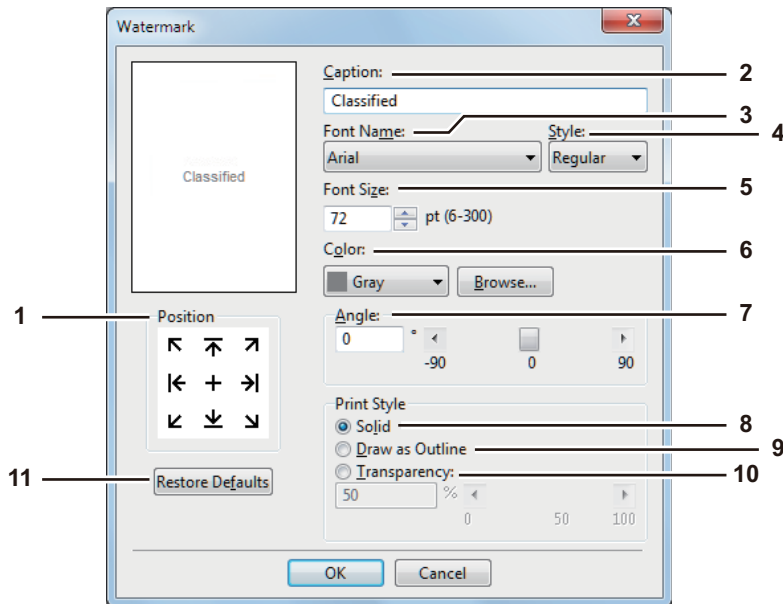 Watermark
Caption: 2
Classified
3
Font Name: Style: 4
Arial Regular
Classified
Font Size: 5
72 pt (6-300)
Color: 6
Gray Browse...
1 Position
Angle: 7
0 °
-90 0 90
Print Style
Solid 8
Draw as Outline 9
Transparency: 10
11 Restore Defaults
50 %
0 50 100
OK Cancel